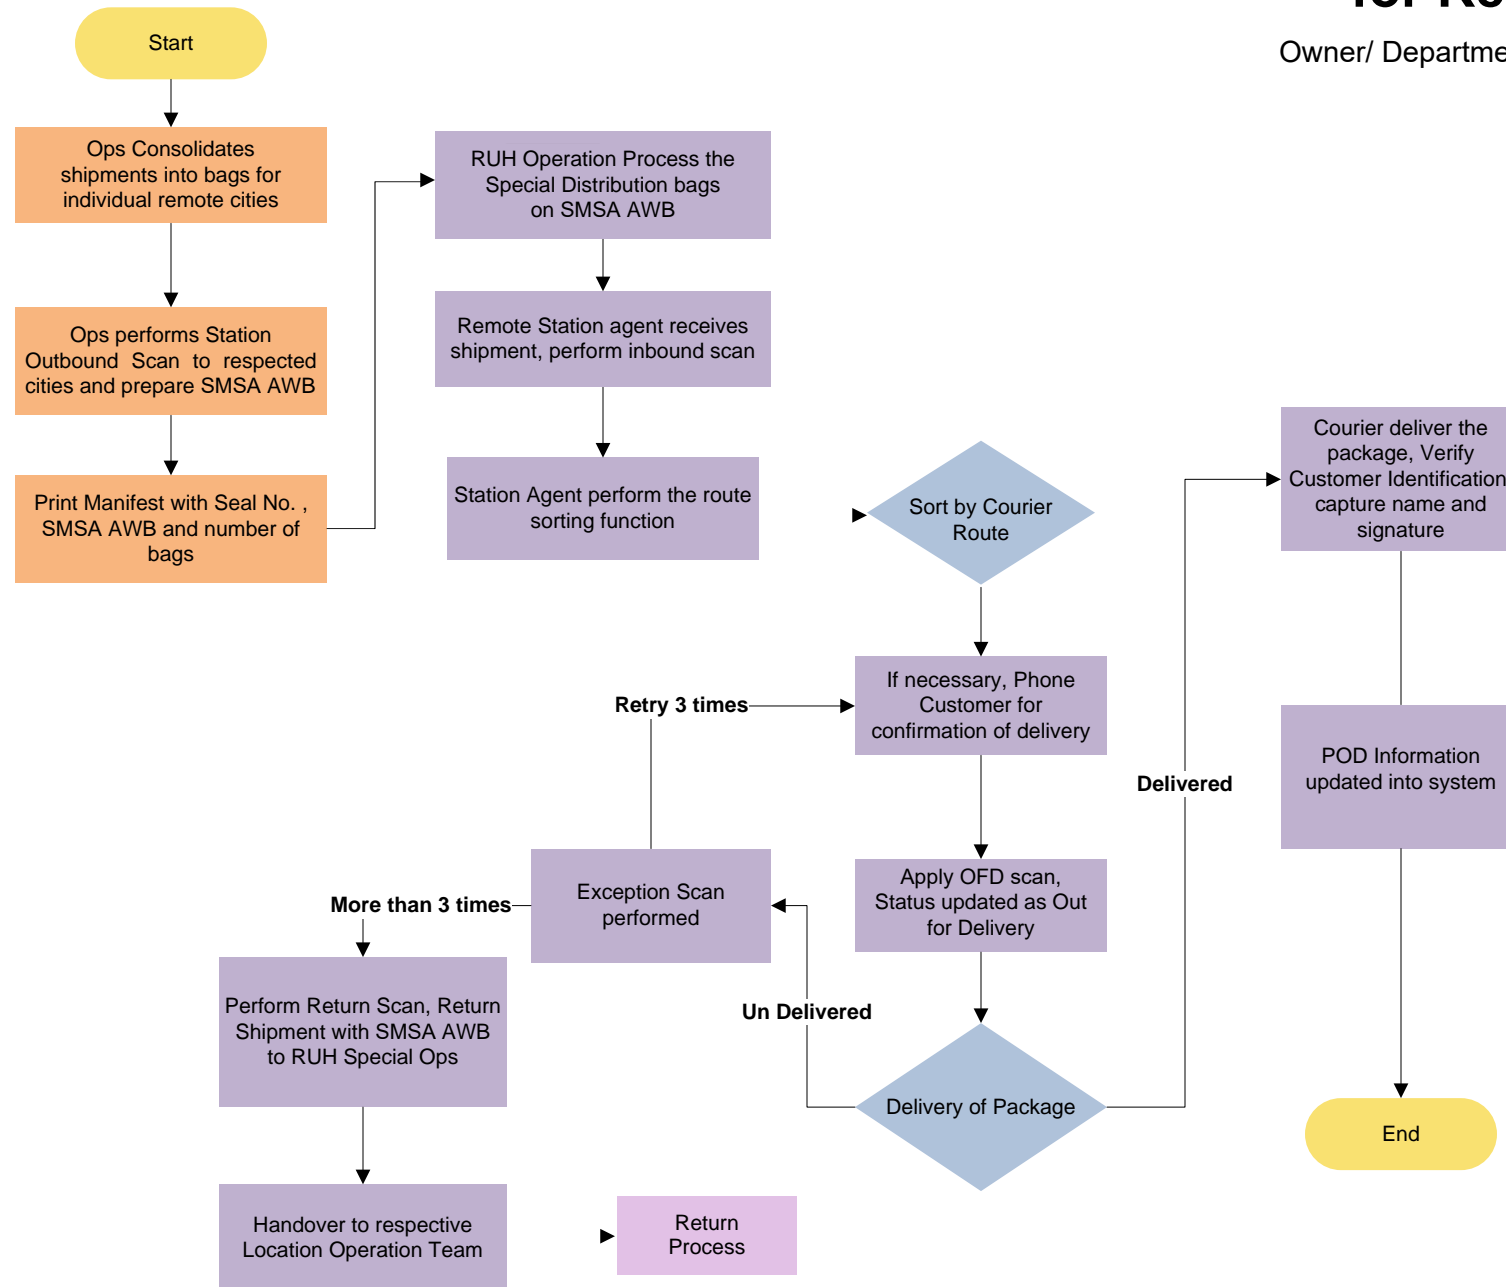 for Re
Owner/ Departme
Start
Ops Consolidates
shipments into bags for
individual remote cities
Ops performs Station
Outbound Scan to respected
cities and prepare SMSA AWB
Print Manifest with Seal No. ,
SMSA AWB and number of
bags
RUH Operation Process the
Special Distribution bags
on SMSA AWB
Remote Station agent receives
shipment, perform inbound scan
Station Agent perform the route
sorting function
Sort by Courier
Route
If necessary, Phone
Customer for
confirmation of delivery
Apply OFD scan,
Status updated as Out
for Delivery
Delivery of Package
Delivered
Courier deliver the
package, Verify
Customer Identification
capture name and
signature
POD Information
updated into system
End
Un Delivered
Exception Scan
performed
Retry 3 times
More than 3 times
Perform Return Scan, Return
Shipment with SMSA AWB
to RUH Special Ops
Handover to respective
Location Operation Team
Return
Process